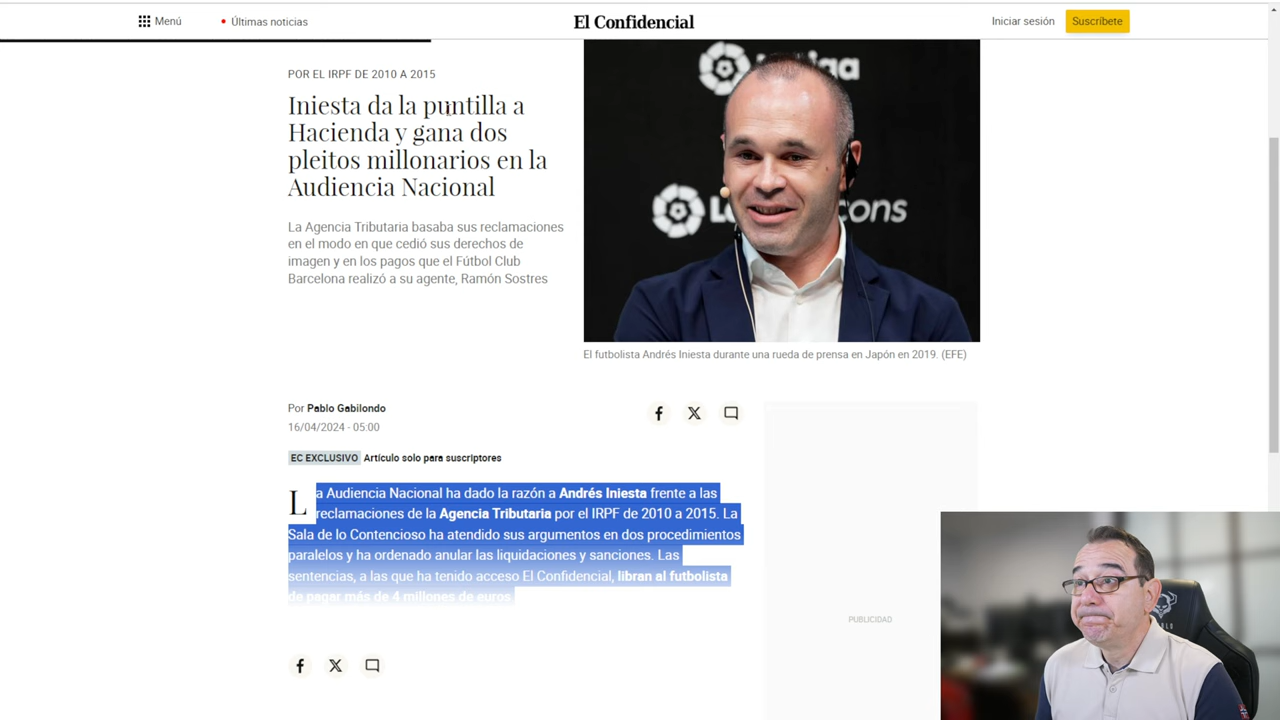 Menú
Últimas noticias
El Confidencial
Iniciar sesión
Suscríbete
POR EL IRPF DE 2010 A 2015
Iniesta da la puntilla a
Hacienda y gana dos
pleitos millonarios en la
Audiencia Nacional
La Agencia Tributaria basaba sus reclamaciones
en el modo en que cedió sus derechos de
imagen y en los pagos que el Fútbol Club
Barcelona realizó a su agente, Ramón Sostres
El futbolista Andrés Iniesta durante una rueda de prensa en Japón en 2019. (EFE)
Por Pablo Gabilondo
16/04/2024 - 05:00
EC EXCLUSIVO Artículo solo para suscriptores
La Audiencia Nacional ha dado la razón a Andrés Iniesta frente a las
reclamaciones de la Agencia Tributaria por el IRPF de 2010 a 2015. La
Sala de lo Contencioso ha atendido sus argumentos en dos procedimientos
paralelos y ha ordenado anular las liquidaciones y sanciones. Las
sentencias, a las que ha tenido acceso El Confidencial, libran al futbolista
de pagar más de 4 millones de euros
PUBLICIDAD